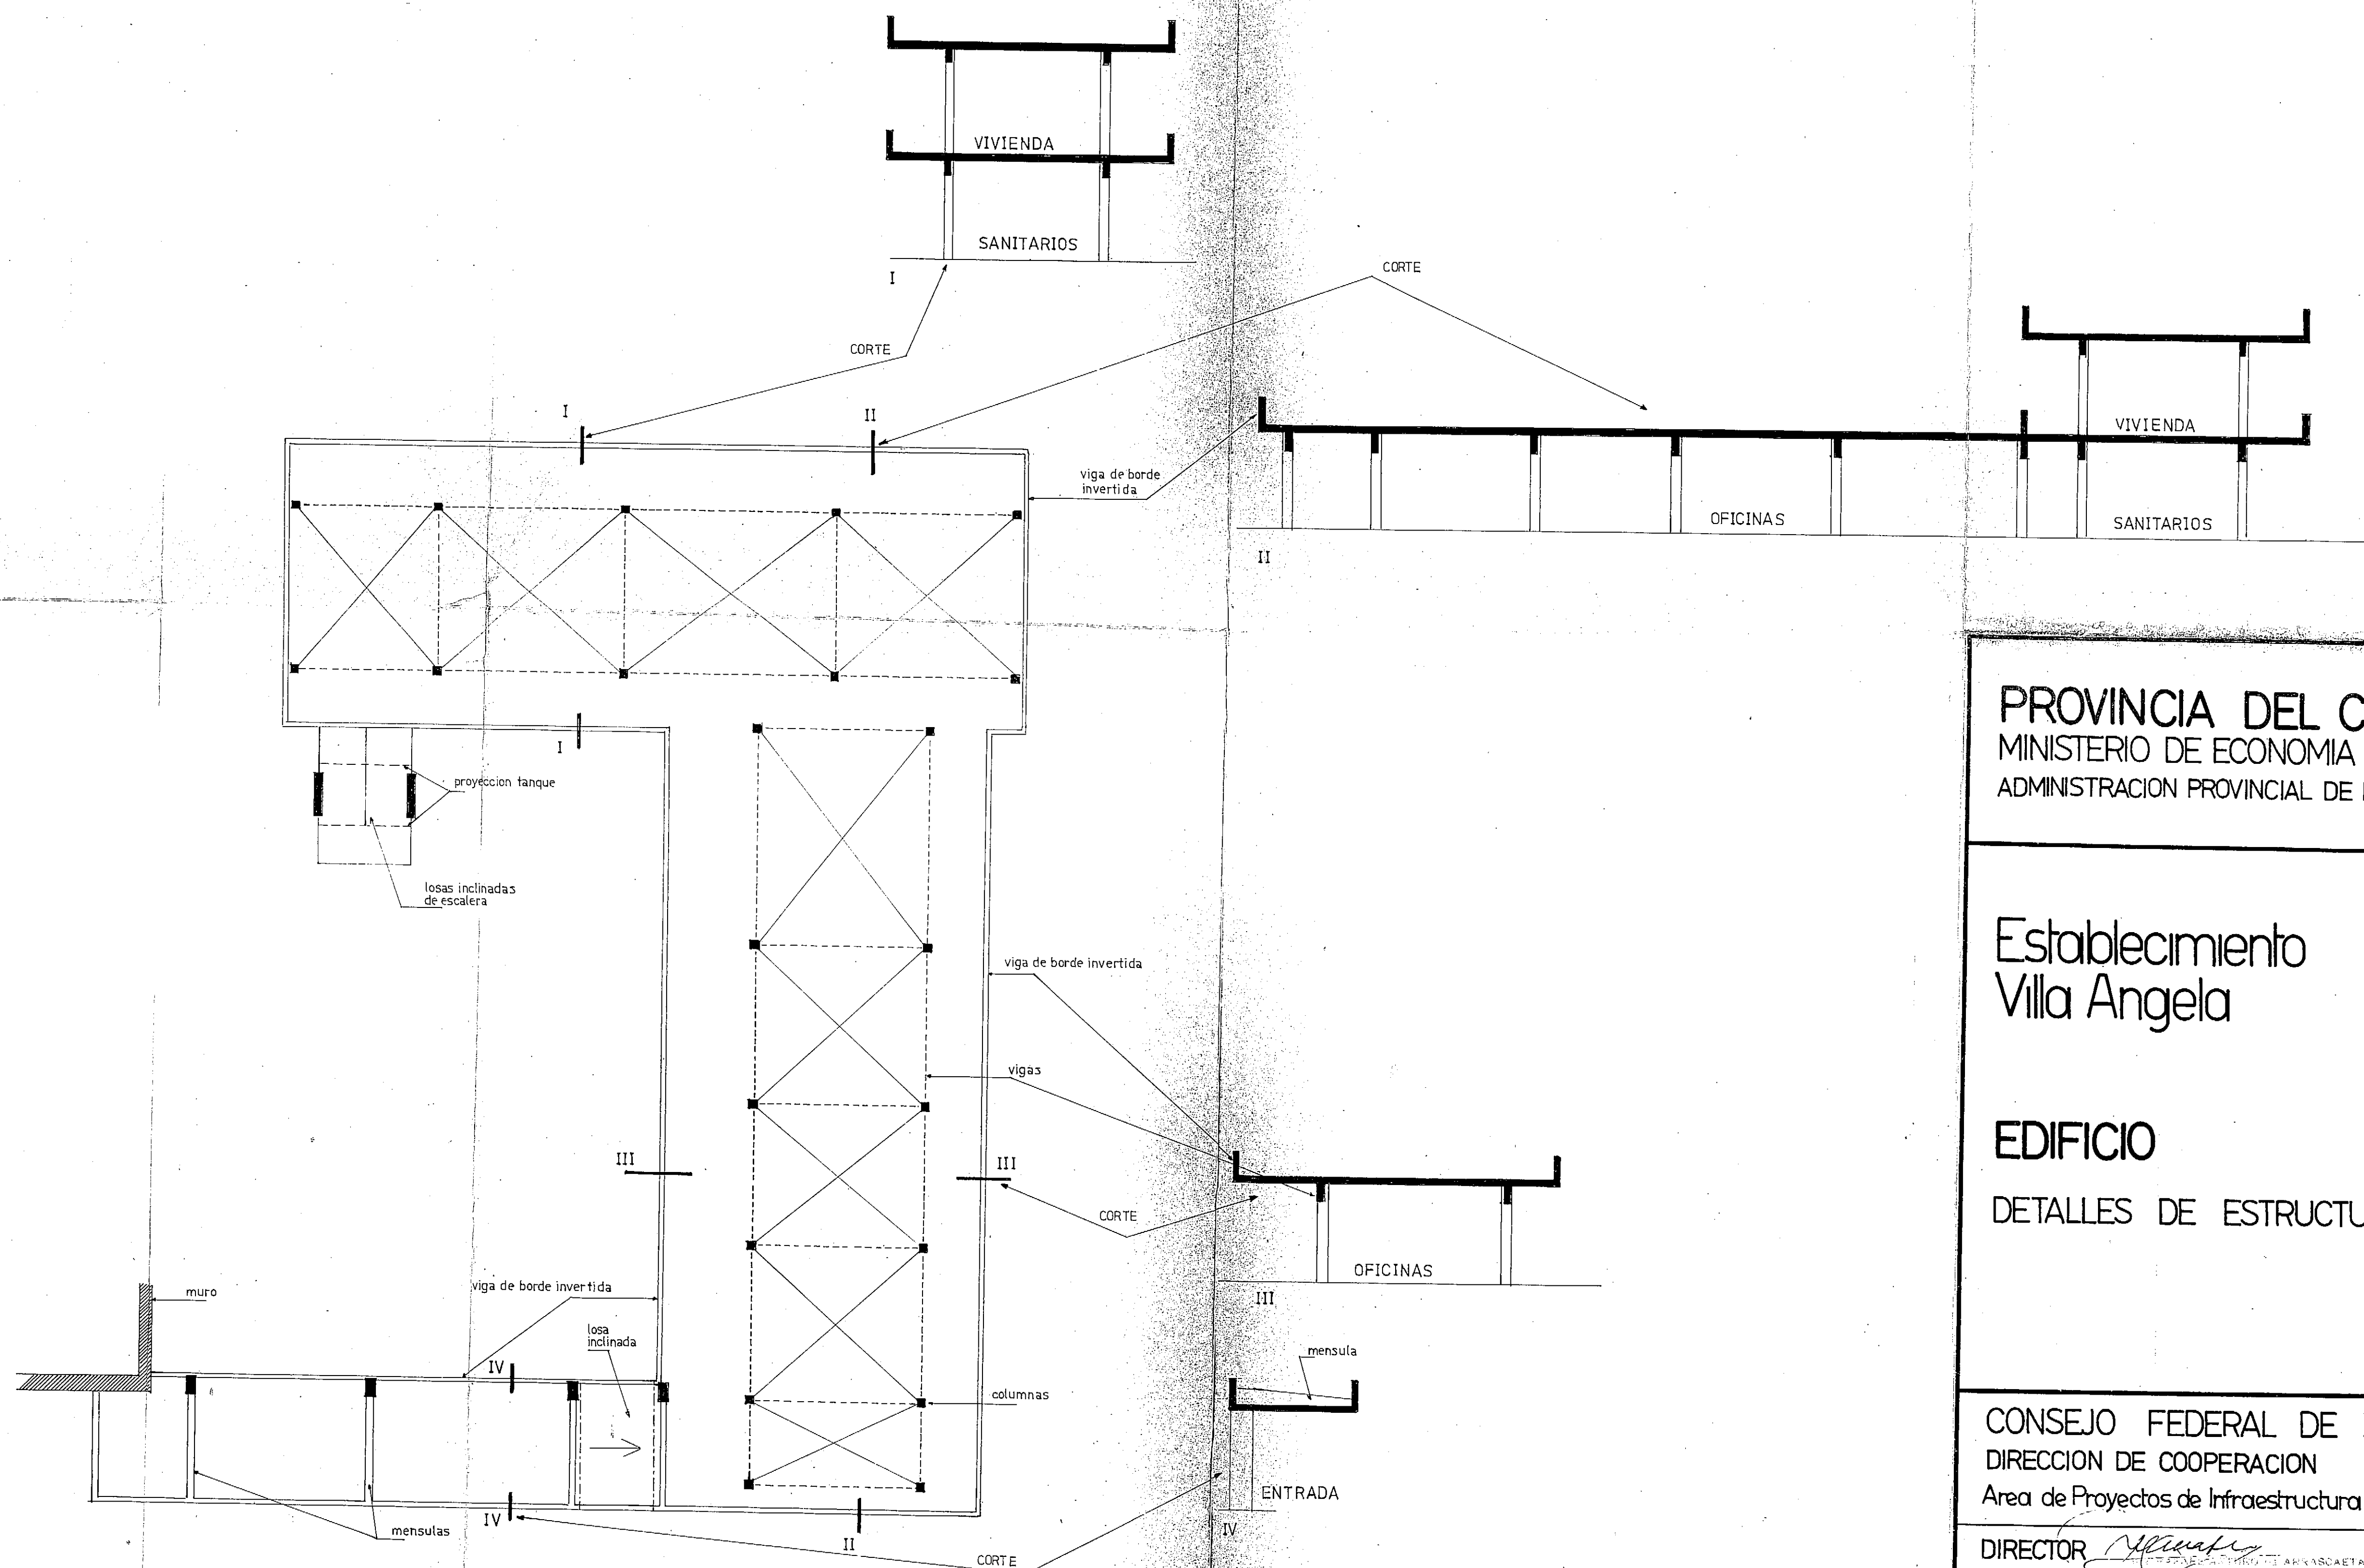 VIVIENDA
SANITARIOS
I
CORTE
CORTE
I
II
viga de borde
invertida
VIVIENDA
OFICINAS
SANITARIOS
II
I
proyeccion tanque
losas inclinadas
de escalera
viga de borde invertida
vigas
III
III
CORTE
OFICINAS
III
muro
viga de borde invertida
losa
inclinada
IV
mensula
columnas
ENTRADA
IV
mensulas
IV
II
CORTE
PROVINCIA DEL C
MINISTERIO DE ECONOMIA
ADMINISTRACION PROVINCIAL DE
Establecimiento
Villa Angela
EDIFICIO
DETALLES DE ESTRUCTU
CONSEJO FEDERAL DE
DIRECCION DE COOPERACION
Area de Proyectos de Infraestructura
DIRECTOR